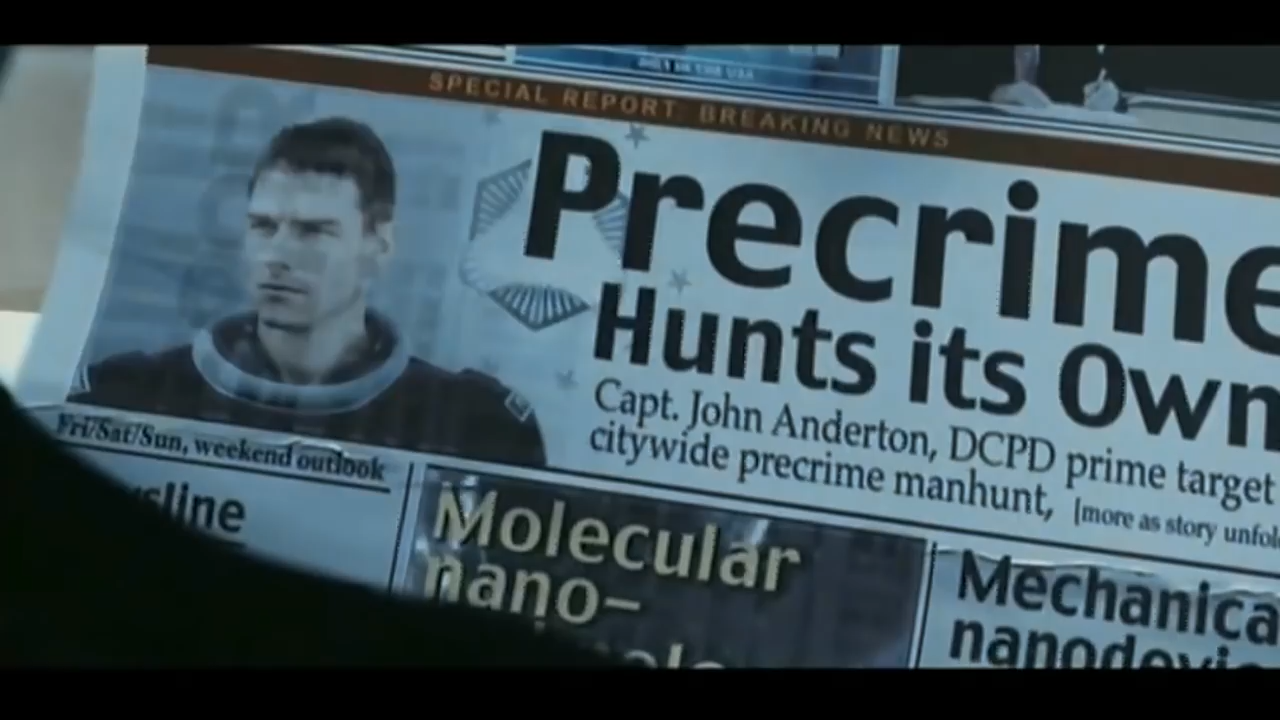 SPECIAL REPORT: BREAKING NEWS
Precrime
Hunts its Own
Capt. John Anderton, DCPD prime target
citywide precrime manhunt, [more as story
Fri/Sat/Sun, weekend outlook
Molecular
nano-
Mechanica